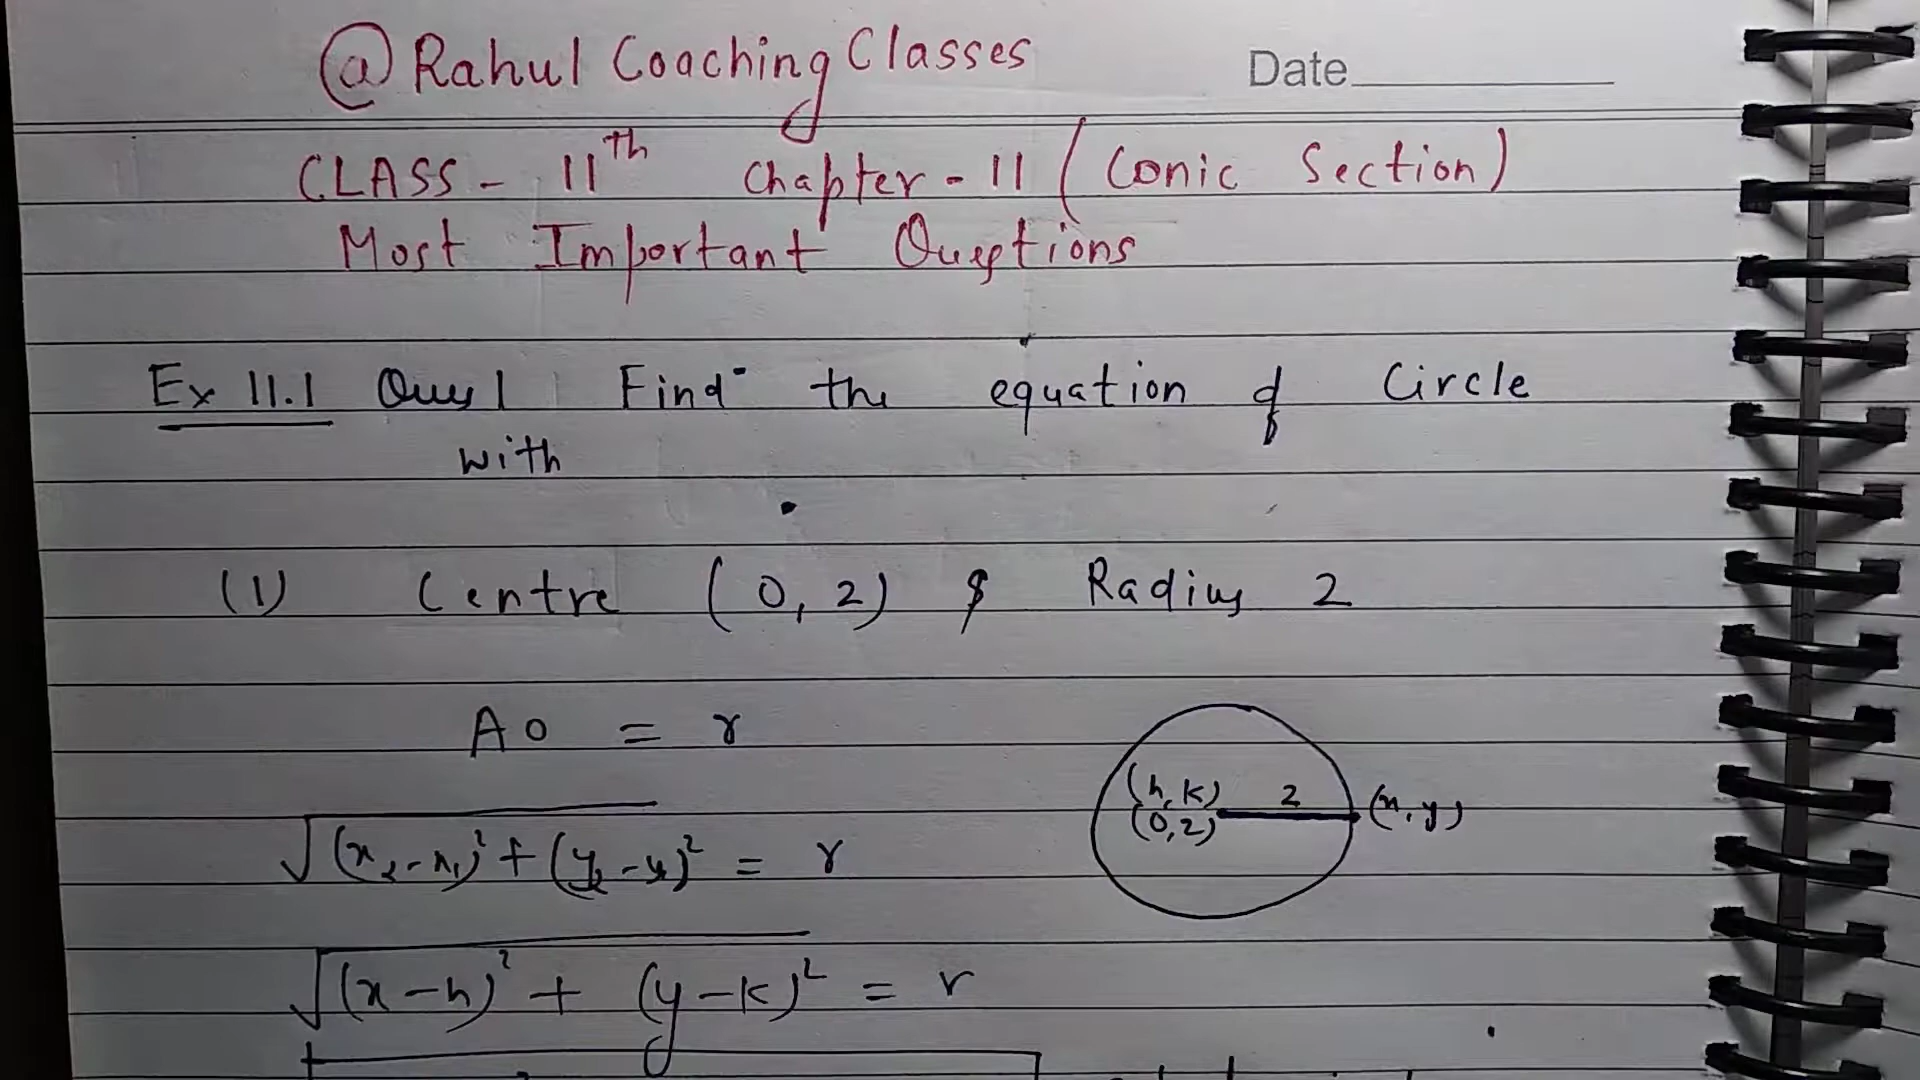 @ Rahul Coaching Classes
Date
CLASS - 11th Chapter - 11 (Conic Section)
Most Important Questions
Ex 11.1 Ques 1 Find the equation of Circle
with
(1) Centre (0, 2) & Radius 2
AO = r
√(x₂-x₁)² + (y₂-y₁)² = r
(h, k) 2 (x, y)
(0, 2)
√(x-h)² + (y-k)² = r